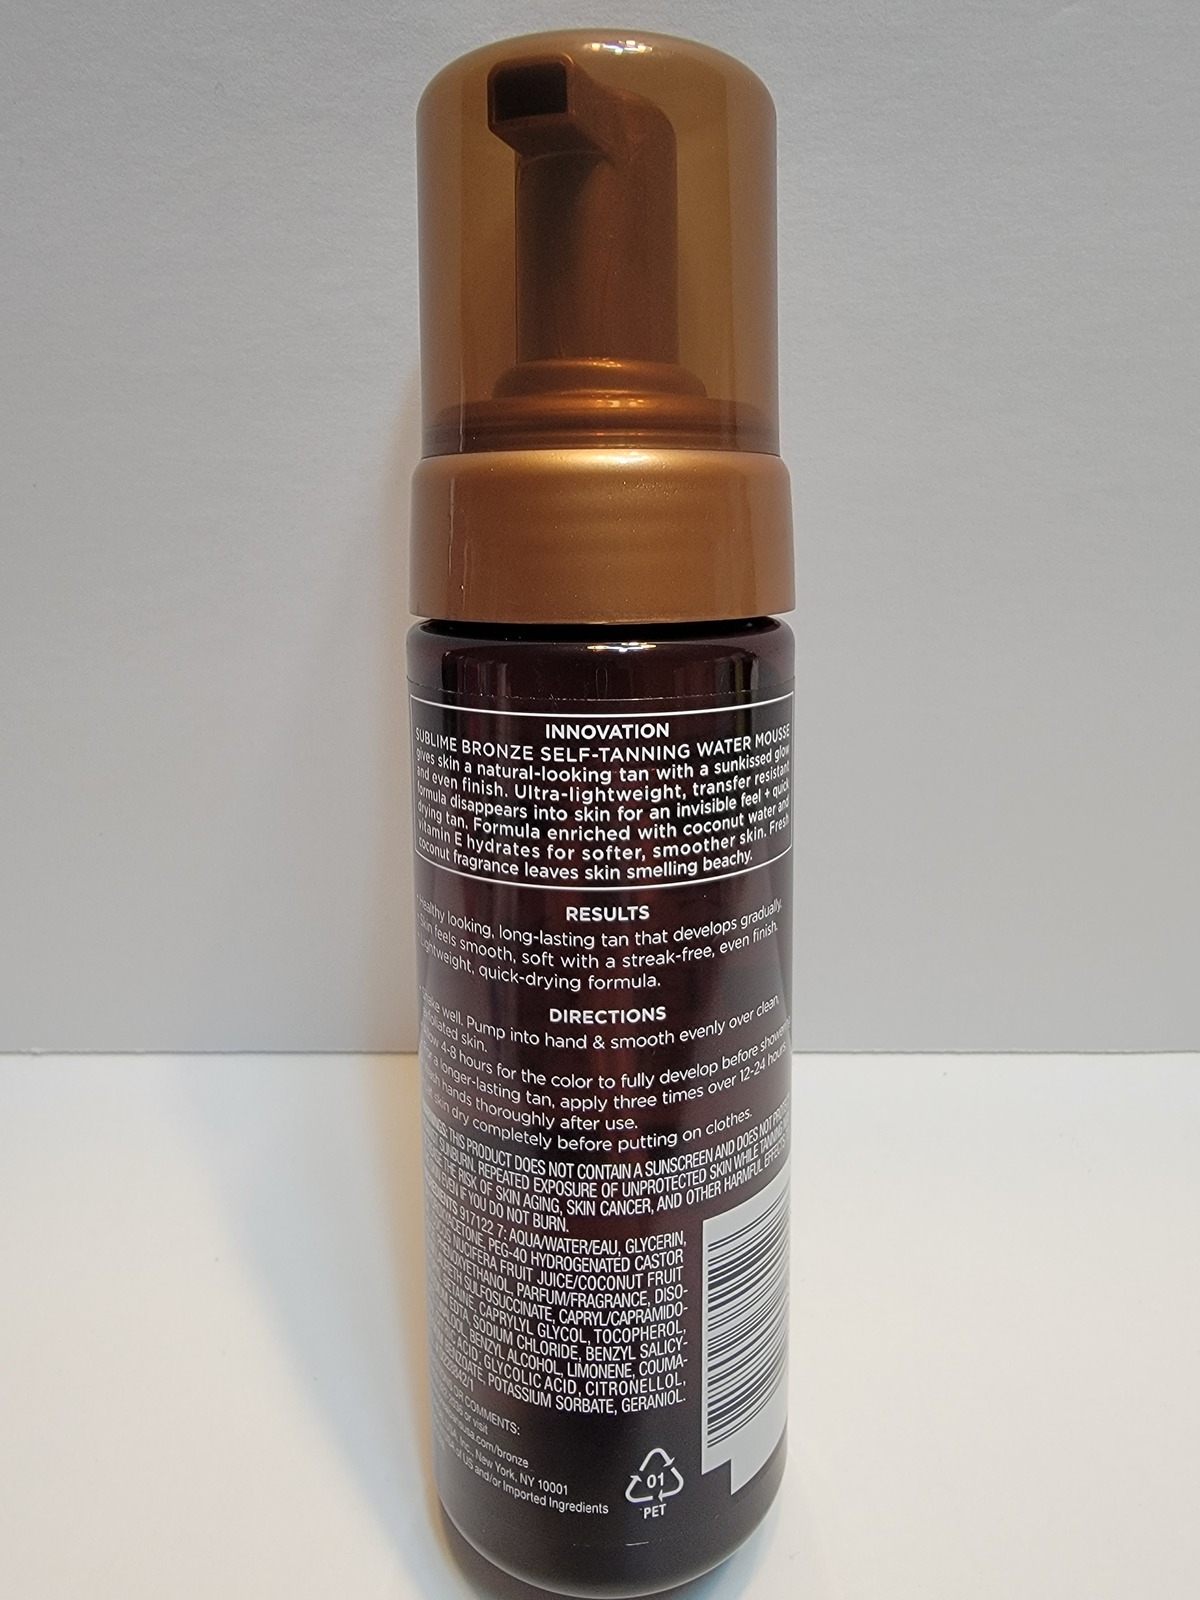 INNOVATION
SUBLIME BRONZE SELF-TANNING WATER MOUSSE
gives skin a natural-looking tan with a sunkissed glow
and even finish. Ultra-lightweight, transfer resistant
formula disappears into skin for an invisible feel + quick
drying tan. Formula enriched with coconut water and
vitamin E hydrates for softer, smoother skin. Fresh
coconut fragrance leaves skin smelling beachy.
RESULTS
Healthy looking, long-lasting tan that develops gradually.
Skin feels smooth, soft with a streak-free, even finish.
Lightweight, quick-drying formula.
DIRECTIONS
Shake well. Pump into hand & smooth evenly over clean,
skin.
4-8 hours for the color to fully develop before
a longer-lasting tan, apply three times over 12-24 hours.
hands thoroughly after use.
skin dry completely before putting on clothes.
THIS PRODUCT DOES NOT CONTAIN A SUNSCREEN AND DOES NOT
SUNBURN. REPEATED EXPOSURE OF UNPROTECTED SKIN WHILE TANNING
THE RISK OF SKIN AGING, SKIN CANCER, AND OTHER HARMFUL EFFECTS
EVEN IF YOU DO NOT BURN.
917122 7: AQUA/WATER/EAU, GLYCERIN,
PEG-40 HYDROGENATED CASTOR
NUCIFERA FRUIT JUICE/COCONUT FRUIT
PARFUM/FRAGRANCE, DISO-
SULFOSUCCINATE, CAPRYL/CAPRAMIDO-
CAPRYLYL GLYCOL, TOCOPHEROL,
EDTA, SODIUM CHLORIDE, BENZYL SALICY-
BENZYL ALCOHOL, LIMONENE, COUMA-
ACID, GLYCOLIC ACID, CITRONELLOL,
POTASSIUM SORBATE, GERANIOL.
OR COMMENTS:
or visit
.com/bronze
Inc., New York, NY 10001
of US and/or Imported Ingredients
01
PET